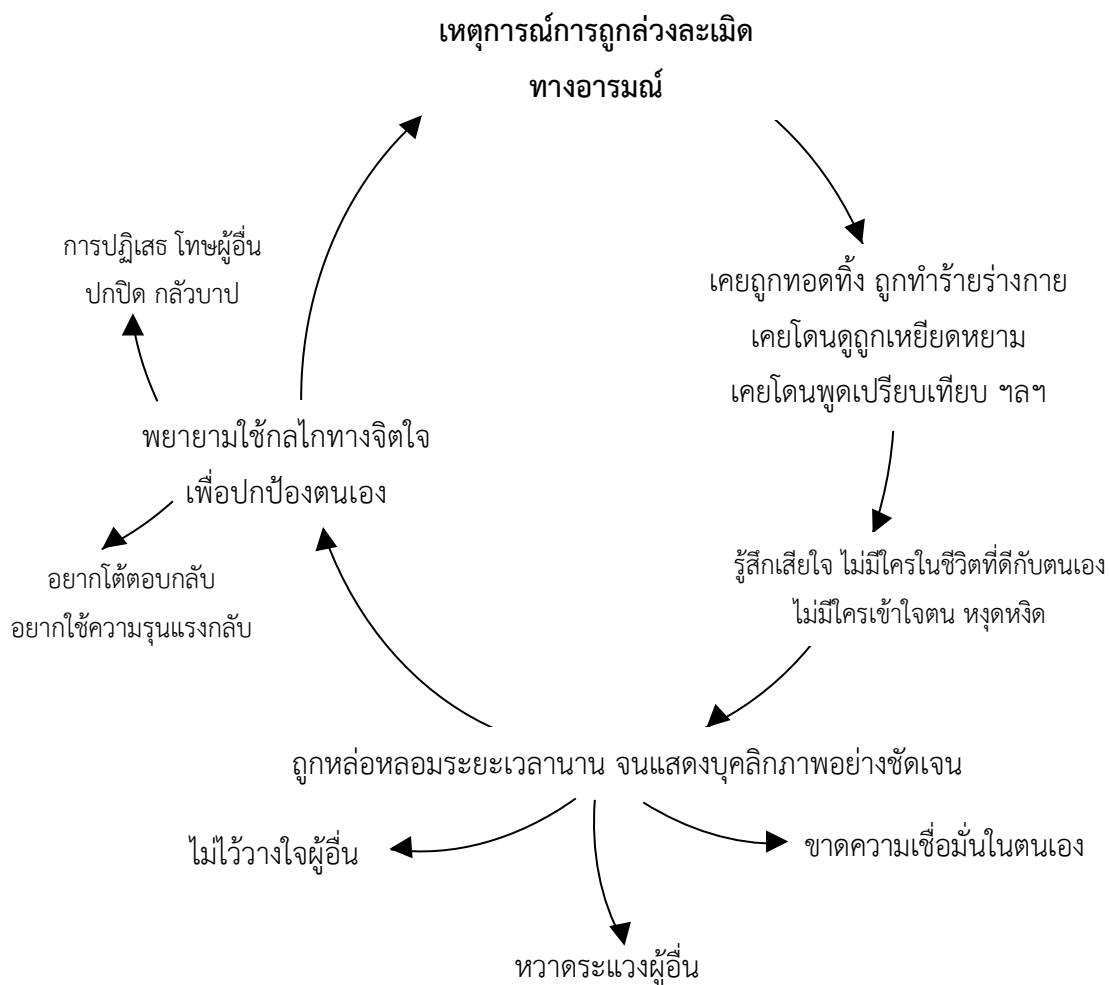 เหตุการณ์การถูกล่วงละเมิด
ทางอารมณ์
การปฏิเสธ โทษผู้อื่น
ปกปิด กลัวบาป
เคยถูกทอดทิ้ง ถูกทำร้ายร่างกาย
เคยโดนดูถูกเหยียดหยาม
เคยโดนพูดเปรียบเทียบ ฯลฯ
พยายามใช้กลไกทางจิตใจ
เพื่อปกป้องตนเอง
อยากโต้ตอบกลับ
อยากใช้ความรุนแรงกลับ
รู้สึกเสียใจ ไม่มีใครในชีวิตที่ดีกับตนเอง
ไม่มีใครเข้าใจตน หงุดหงิด
ถูกหล่อหลอมระยะเวลานาน จนแสดงบุคลิกภาพอย่างชัดเจน
ไม่ไว้วางใจผู้อื่น
ขาดความเชื่อมั่นในตนเอง
หวาดระแวงผู้อื่น